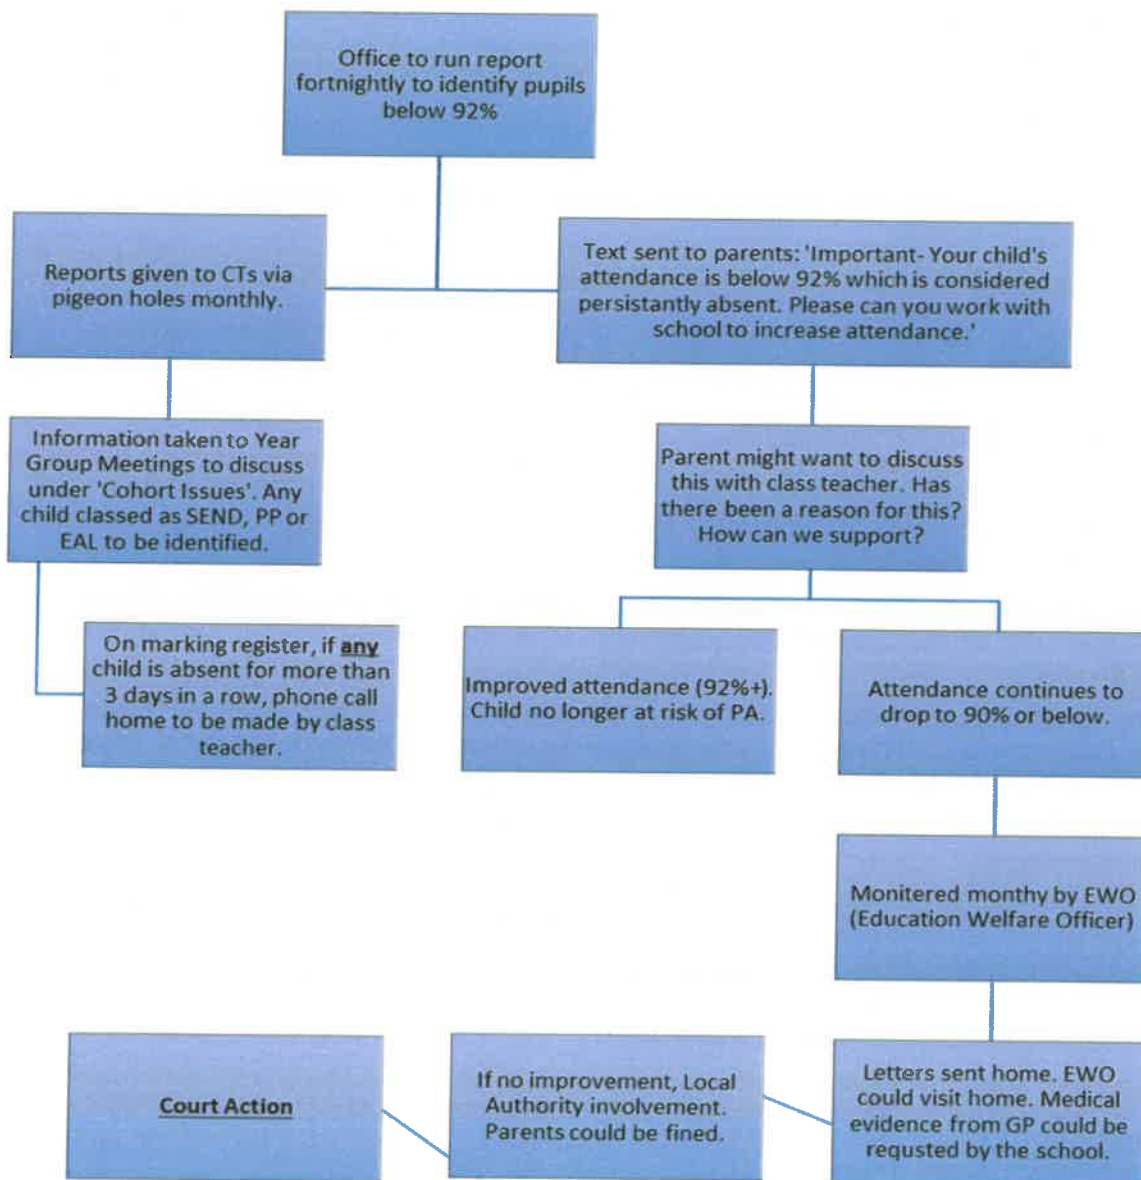 Office to run report
fortnightly to identify pupils
below 92%
Reports given to CTs via
pigeon holes monthly.
Text sent to parents: 'Important- Your child's
attendance is below 92% which is considered
persistantly absent. Please can you work with
school to increase attendance.'
Information taken to Year
Group Meetings to discuss
under 'Cohort Issues'. Any
child classed as SEND, PP or
EAL to be identified.
Parent might want to discuss
this with class teacher. Has
there been a reason for this?
How can we support?
On marking register, if any
child is absent for more than
3 days in a row, phone call
home to be made by class
teacher.
Improved attendance (92%+).
Child no longer at risk of PA.
Attendance continues to
drop to 90% or below.
Monitered monthy by EWO
(Education Welfare Officer)
Letters sent home. EWO
could visit home. Medical
evidence from GP could be
requsted by the school.
If no improvement, Local
Authority involvement.
Parents could be fined.
Court Action